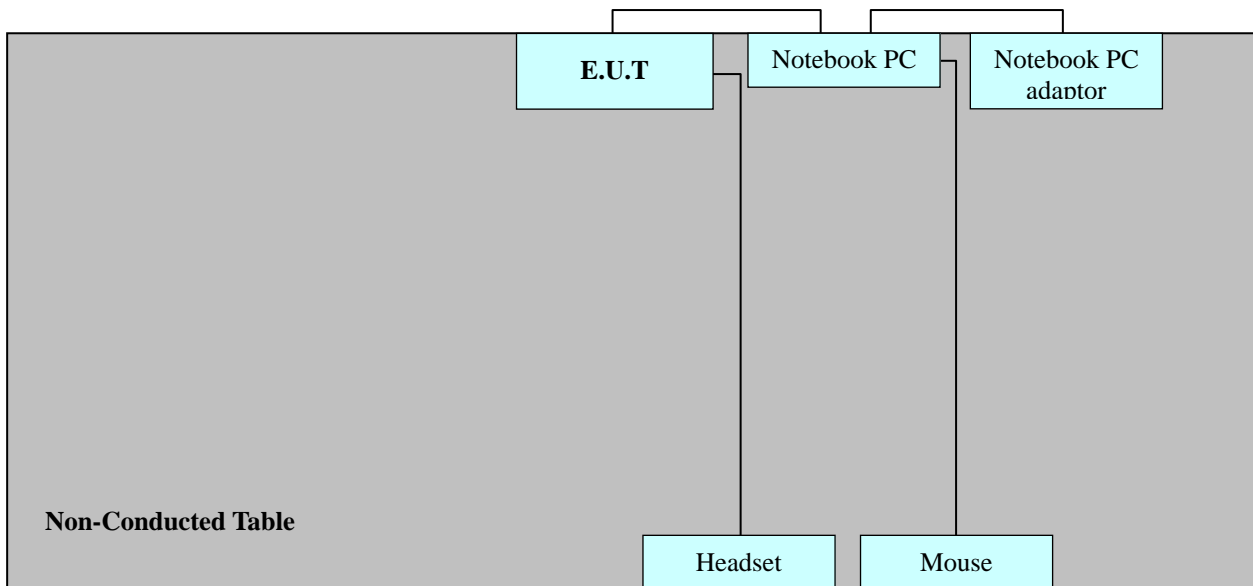 E.U.T
Notebook PC
Notebook PC
adaptor
Non-Conducted Table
Headset
Mouse